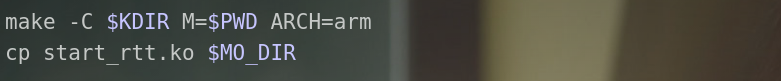 make -C $KDIR M=$PWD ARCH=arm
cp start_rtt.ko $MO_DIR